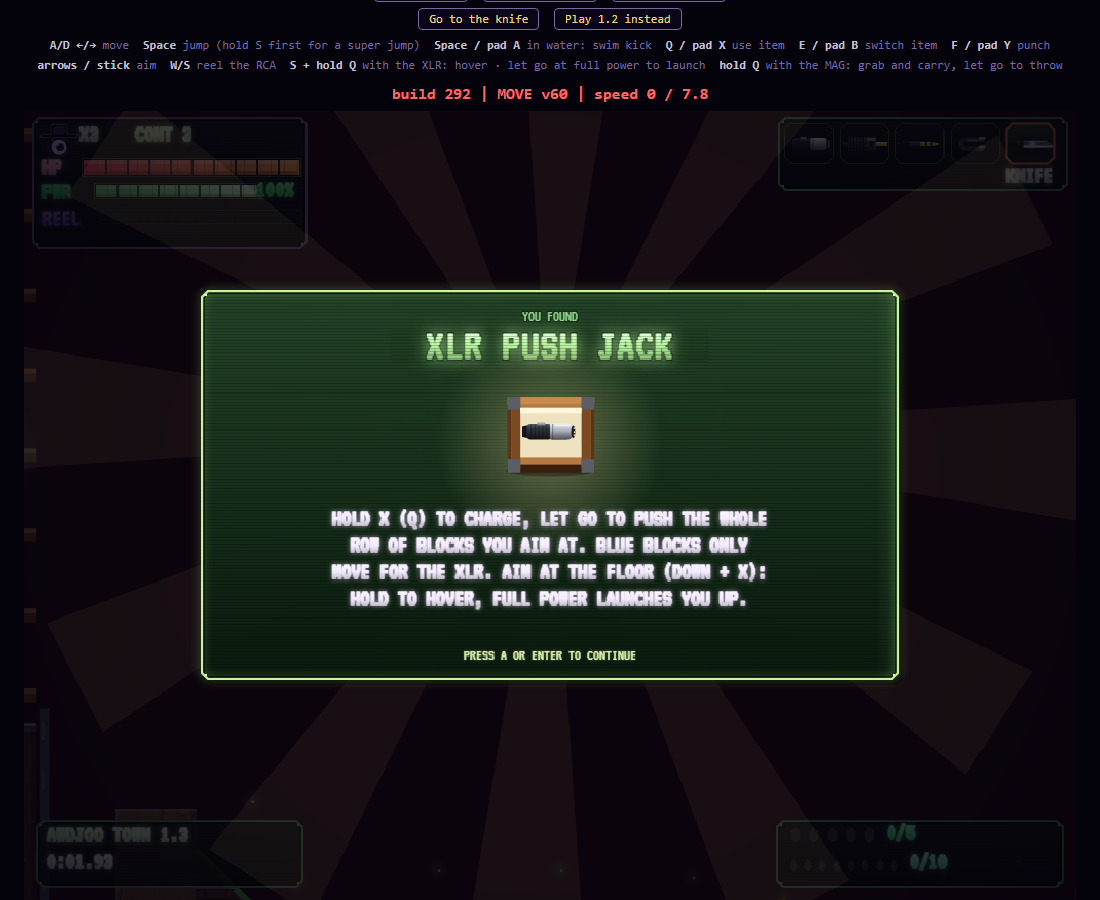 Go to the knife
Play 1.2 instead
A/D ←/→ move Space jump (hold S first for a super jump) Space / pad A in water: swim kick Q / pad X use item E / pad B switch item F / pad Y punch
arrows / stick aim W/S reel the RCA S + hold Q with the XLR: hover · let go at full power to launch hold Q with the MAG: grab and carry, let go to throw
build 292 | MOVE v60 | speed 0 / 7.8
X3 CONT 3
HP
PWR 100%
REEL
KNIFE
YOU FOUND
XLR PUSH JACK
HOLD X (Q) TO CHARGE, LET GO TO PUSH THE WHOLE
ROW OF BLOCKS YOU AIM AT. BLUE BLOCKS ONLY
MOVE FOR THE XLR. AIM AT THE FLOOR (DOWN + X):
HOLD TO HOVER, FULL POWER LAUNCHES YOU UP.
PRESS A OR ENTER TO CONTINUE
TOWN 1.3
0:01.93
0/5
0/10